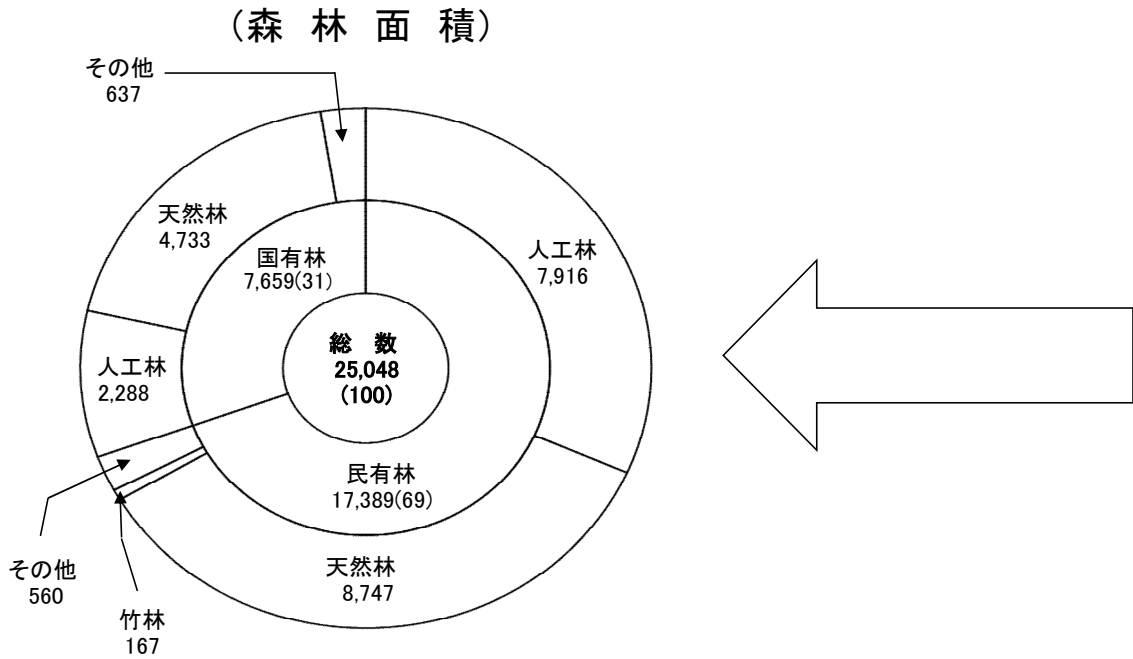 (森 林 面 積)
その他
637
天然林
4,733
国有林
7,659(31)
人工林
7,916
総 数
25,048
(100)
人工林
2,288
民有林
17,389(69)
その他
560
竹林
167
天然林
8,747